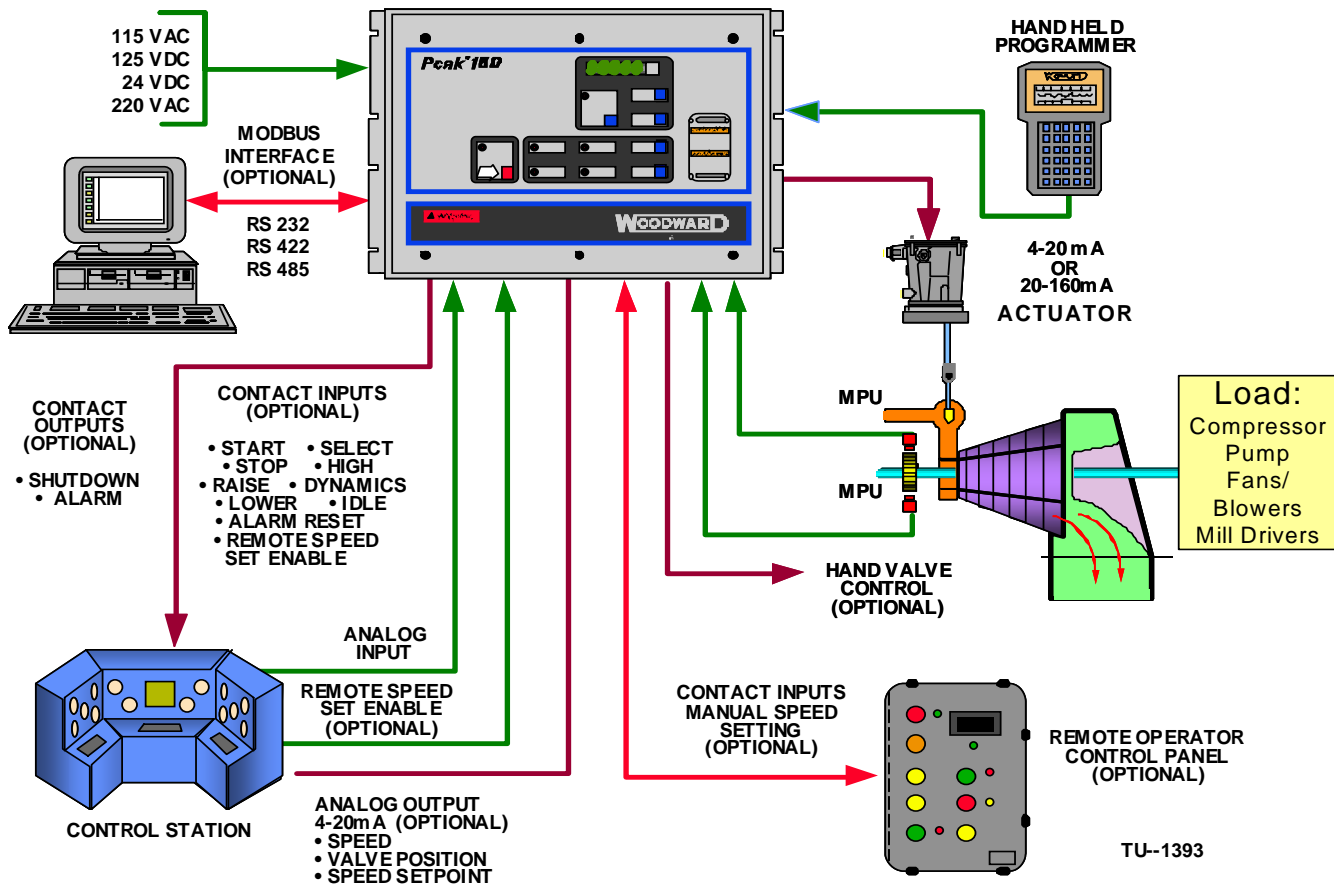 115 VAC
125 VDC
24 VDC
220 VAC
MODBUS
INTERFACE
(OPTIONAL)
RS 232
RS 422
RS 485
Peak 150
WOODWARD
HAND HELD
PROGRAMMER
4-20 mA
OR
20-160mA
ACTUATOR
CONTACT
OUTPUTS
(OPTIONAL)
• SHUTDOWN
• ALARM
CONTACT INPUTS
(OPTIONAL)
• START • SELECT
• STOP • HIGH
• RAISE • DYNAMICS
• LOWER • IDLE
• ALARM RESET
• REMOTE SPEED
SET ENABLE
MPU
MPU
Load:
Compressor
Pump
Fans/
Blowers
Mill Drivers
HAND VALVE
CONTROL
(OPTIONAL)
ANALOG
INPUT
REMOTE SPEED
SET ENABLE
(OPTIONAL)
CONTACT INPUTS
MANUAL SPEED
SETTING
(OPTIONAL)
REMOTE OPERATOR
CONTROL PANEL
(OPTIONAL)
CONTROL STATION
ANALOG OUTPUT
4-20mA (OPTIONAL)
• SPEED
• VALVE POSITION
• SPEED SETPOINT
TU--1393